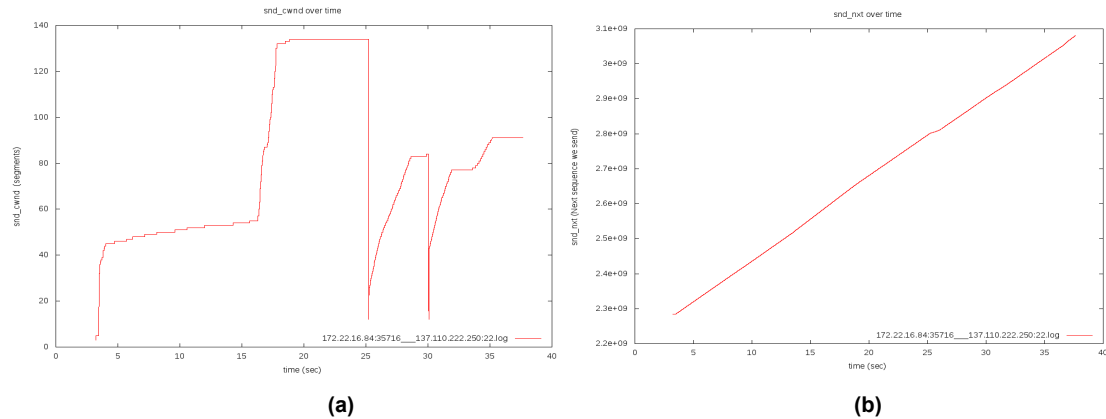 snd_cwnd over time
140
120
100
80
60
40
20
0
snd_cwnd (segments)
0 5 10 15 20 25 30 35 40
time (sec)
172.22.16.84:35716___137.110.222.250:22.log
(a)
snd_nxt over time
3.1e+09
3e+09
2.9e+09
2.8e+09
2.7e+09
2.6e+09
2.5e+09
2.4e+09
2.3e+09
2.2e+09
snd_nxt (Next sequence we send)
0 5 10 15 20 25 30 35 40
time (sec)
172.22.16.84:35716___137.110.222.250:22.log
(b)